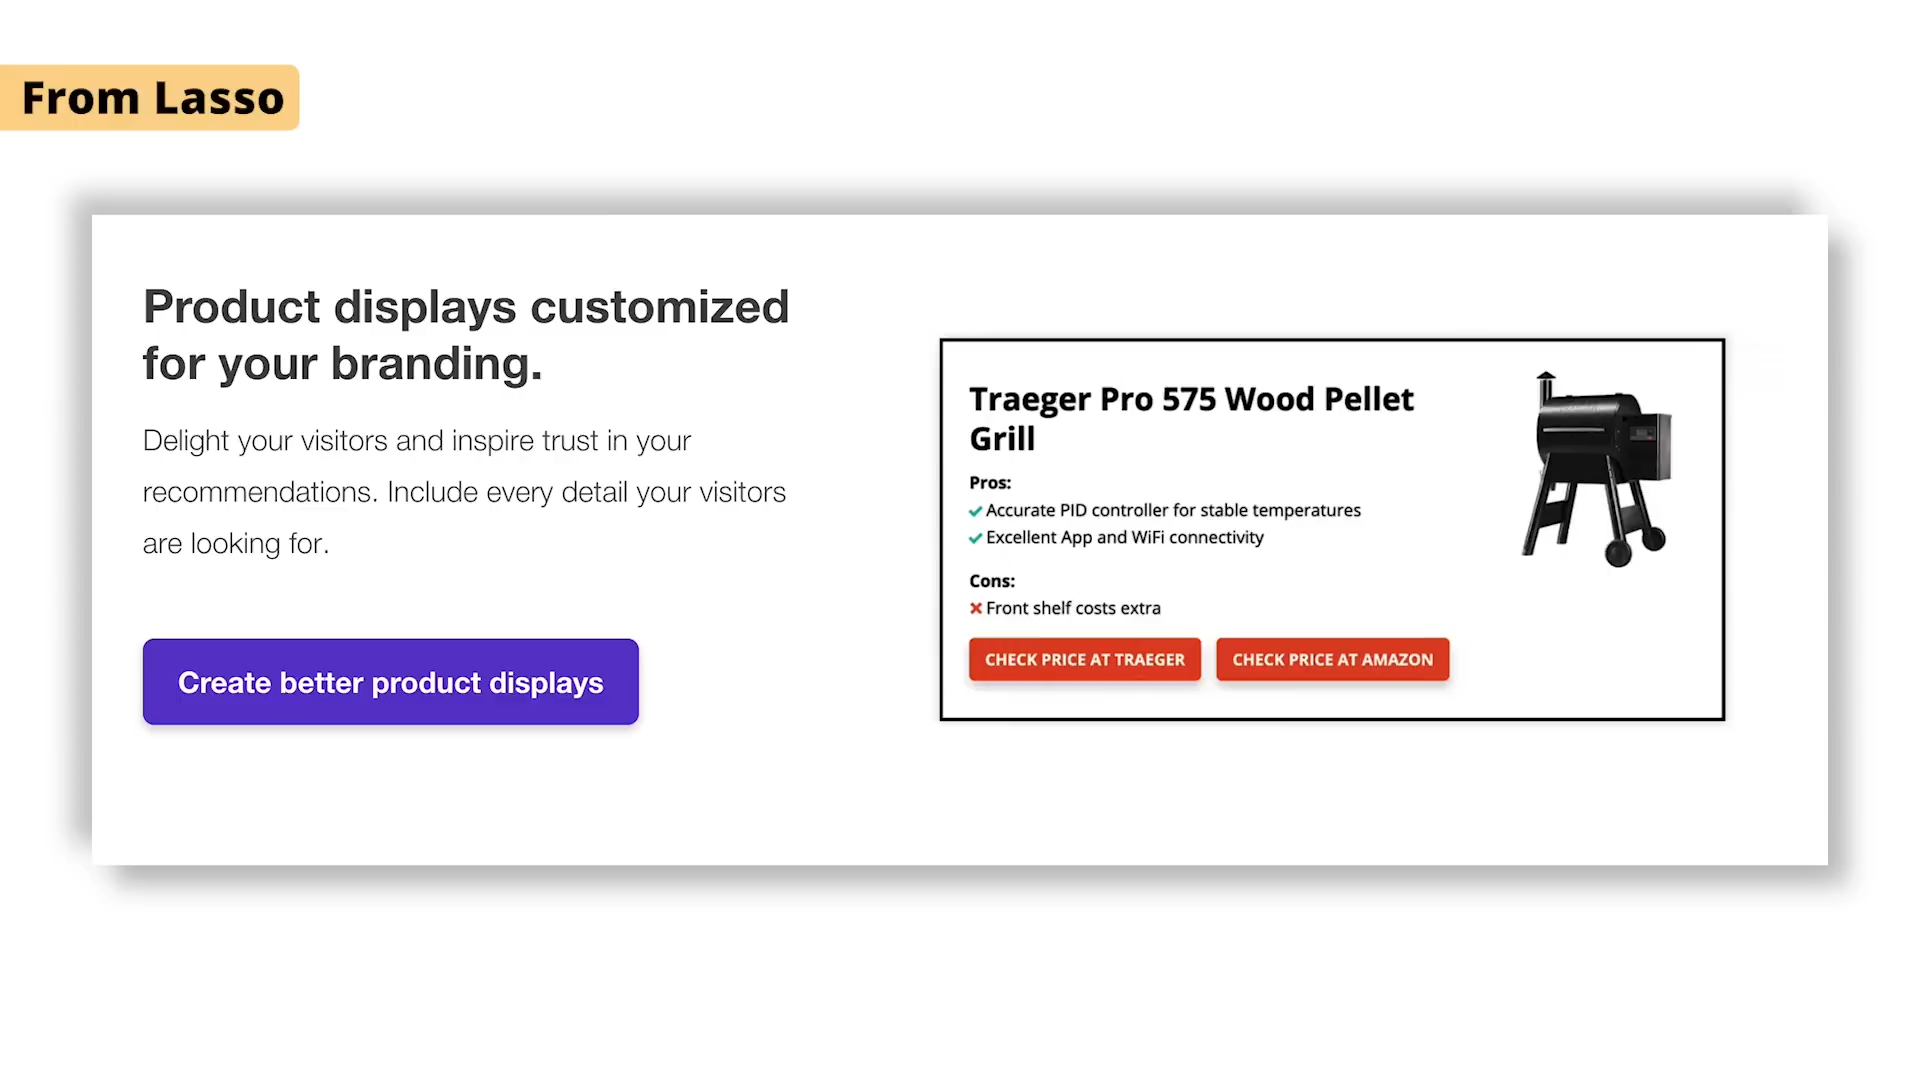 From Lasso
Product displays customized
for your branding.
Delight your visitors and inspire trust in your
recommendations. Include every detail your visitors
are looking for.
Create better product displays
Traeger Pro 575 Wood Pellet
Grill
Pros:
Accurate PID controller for stable temperatures
Excellent App and WiFi connectivity
Cons:
Front shelf costs extra
CHECK PRICE AT TRAEGER
CHECK PRICE AT AMAZON